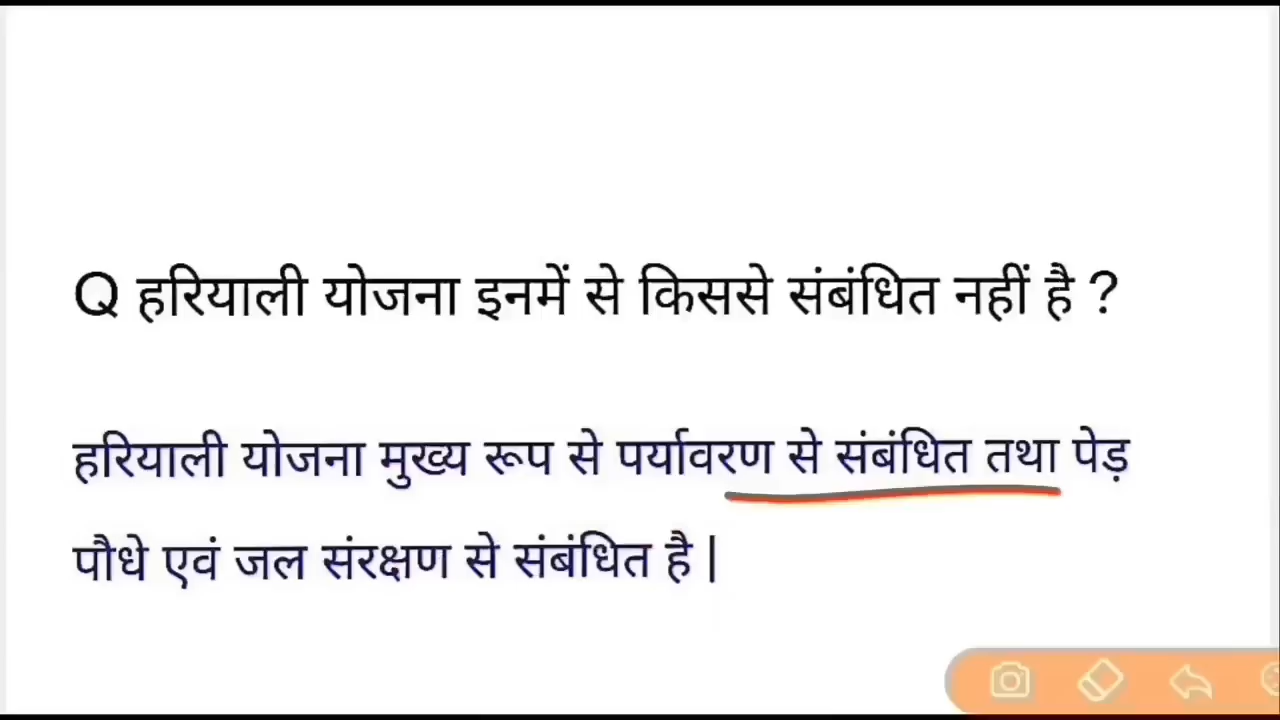 Q हरियाली योजना इनमें से किससे संबंधित नहीं है ?
हरियाली योजना मुख्य रूप से पर्यावरण से संबंधित तथा पेड़
पौधे एवं जल संरक्षण से संबंधित है |